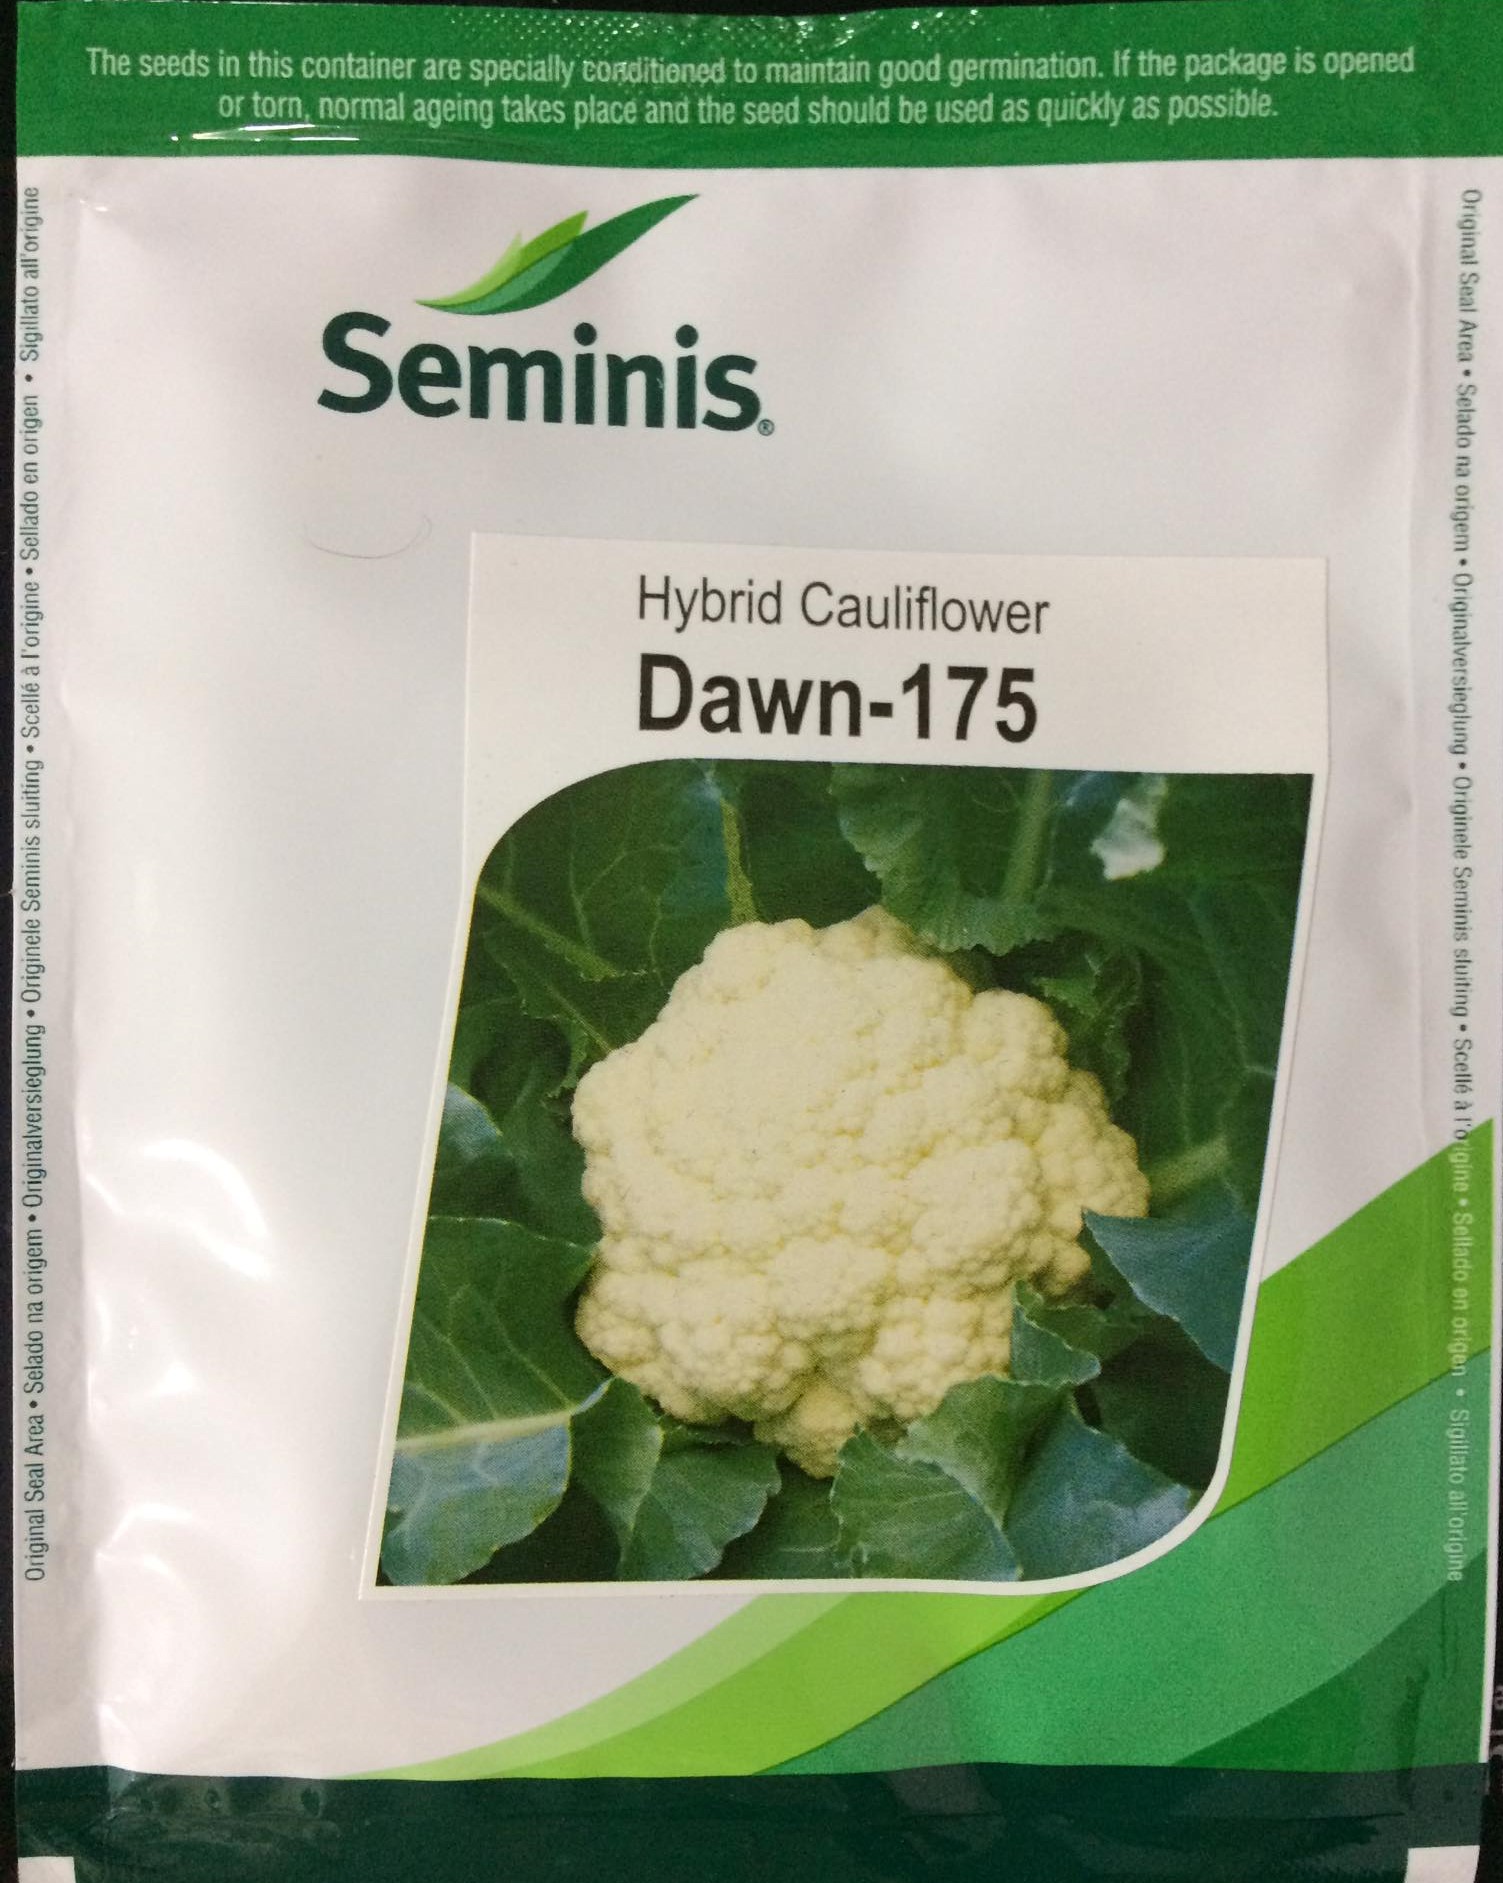 The seeds in this container are specially conditioned to maintain good germination. If the package is opened
or torn, normal ageing takes place and the seed should be used as quickly as possible.
Seminis®
Hybrid Cauliflower
Dawn-175
Original Seal Area • Selado na origem • Originalversieglung • Originele Seminis sluiting • Scellé à l'origine • Sellado en origen • Sigillato all'origine
Original Seal Area • Selado na origem • Originalversieglung • Originele Seminis sluiting • Scellé à l'origine • Sellado en origen • Sigillato all'origine